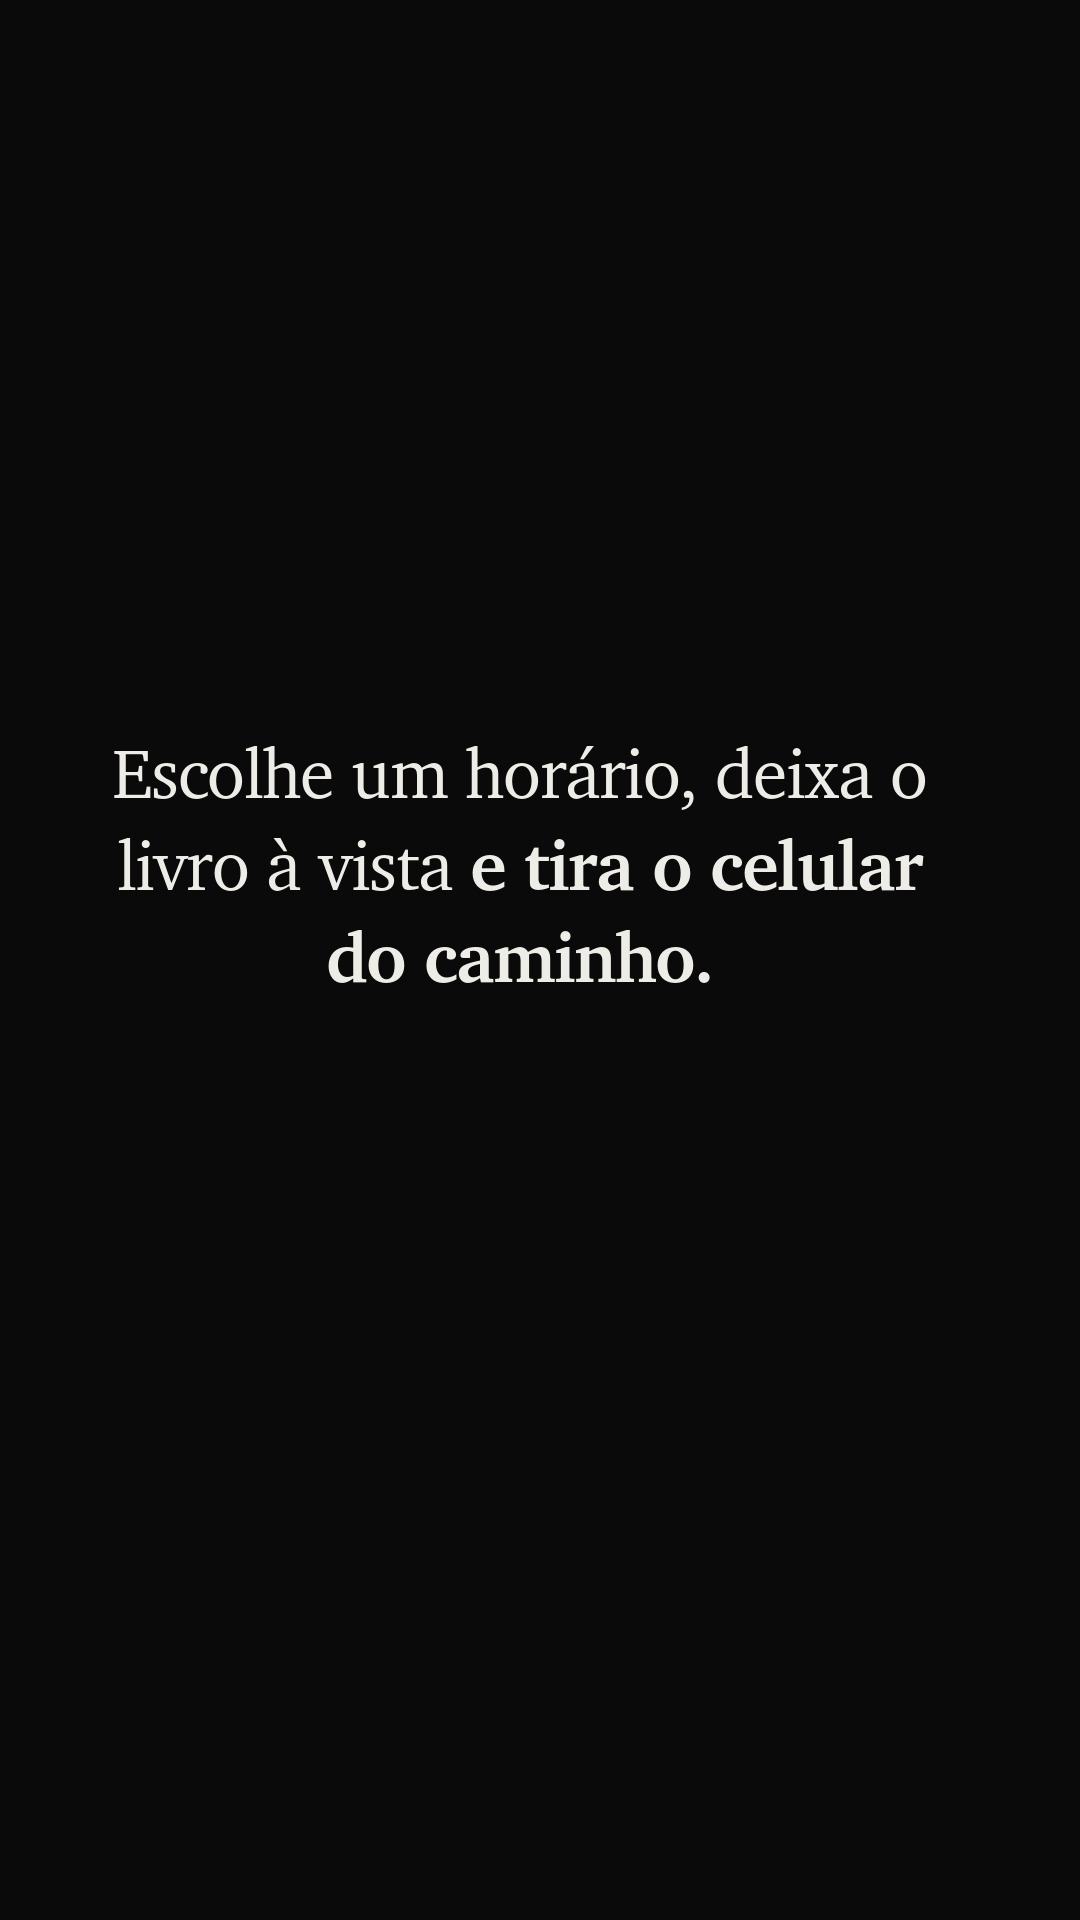 Escolhe um horário, deixa o
livro à vista e tira o celular
do caminho.